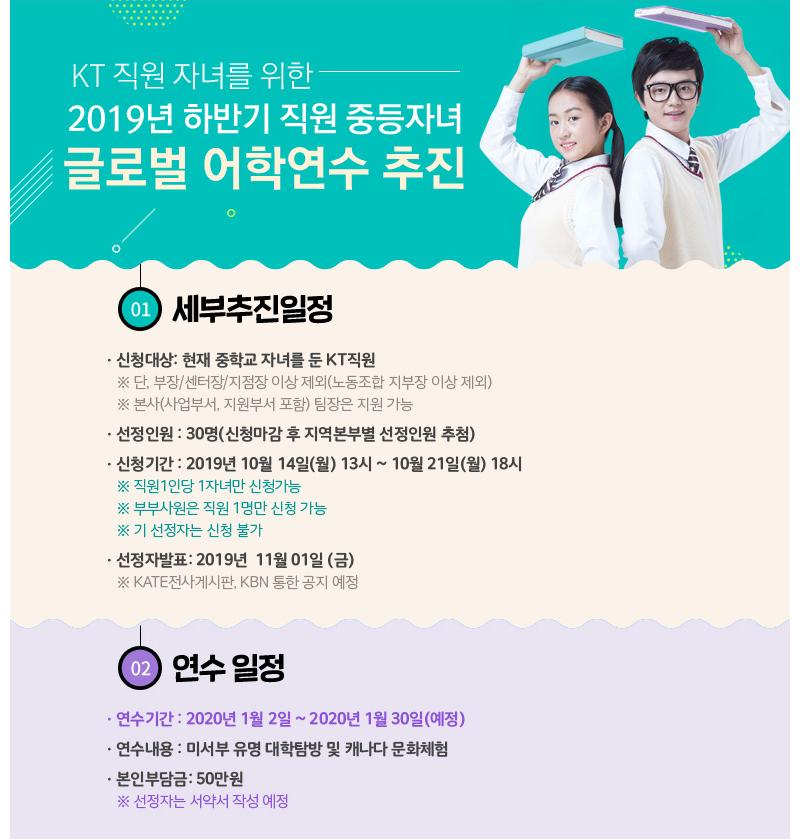 KT 직원 자녀를 위한
2019년 하반기 직원 중등자녀
글로벌 어학연수 추진
01 세부추진일정
· 신청대상: 현재 중학교 자녀를 둔 KT직원
※ 단, 부장/센터장/지점장 이상 제외(노동조합 지부장 이상 제외)
※ 본사(사업부서, 지원부서 포함) 팀장은 지원 가능
· 선정인원 : 30명(신청마감 후 지역본부별 선정인원 추첨)
· 신청기간 : 2019년 10월 14일(월) 13시 ~ 10월 21일(월) 18시
※ 직원1인당 1자녀만 신청가능
※ 부부사원은 직원 1명만 신청 가능
※ 기 선정자는 신청 불가
· 선정자발표: 2019년 11월 01일 (금)
※ KATE전사게시판, KBN 통한 공지 예정
02 연수 일정
· 연수기간 : 2020년 1월 2일 ~ 2020년 1월 30일(예정)
· 연수내용 : 미서부 유명 대학탐방 및 캐나다 문화체험
· 본인부담금: 50만원
※ 선정자는 서약서 작성 예정